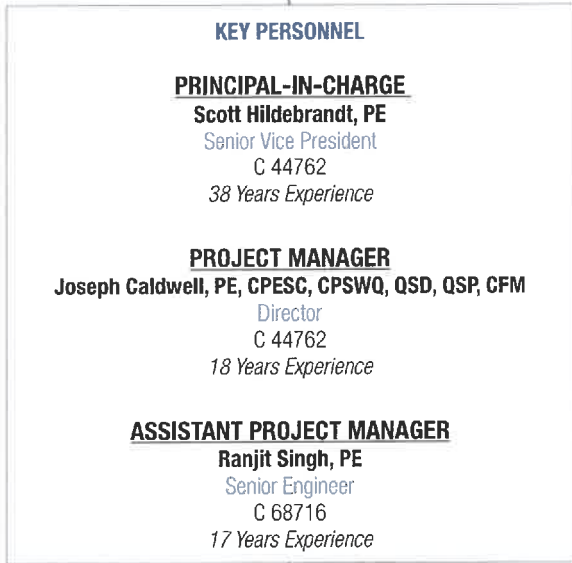 KEY PERSONNEL
PRINCIPAL-IN-CHARGE
Scott Hildebrandt, PE
Senior Vice President
C 44762
38 Years Experience
PROJECT MANAGER
Joseph Caldwell, PE, CPESC, CPSWQ, QSD, QSP, CFM
Director
C 44762
18 Years Experience
ASSISTANT PROJECT MANAGER
Ranjit Singh, PE
Senior Engineer
C 68716
17 Years Experience